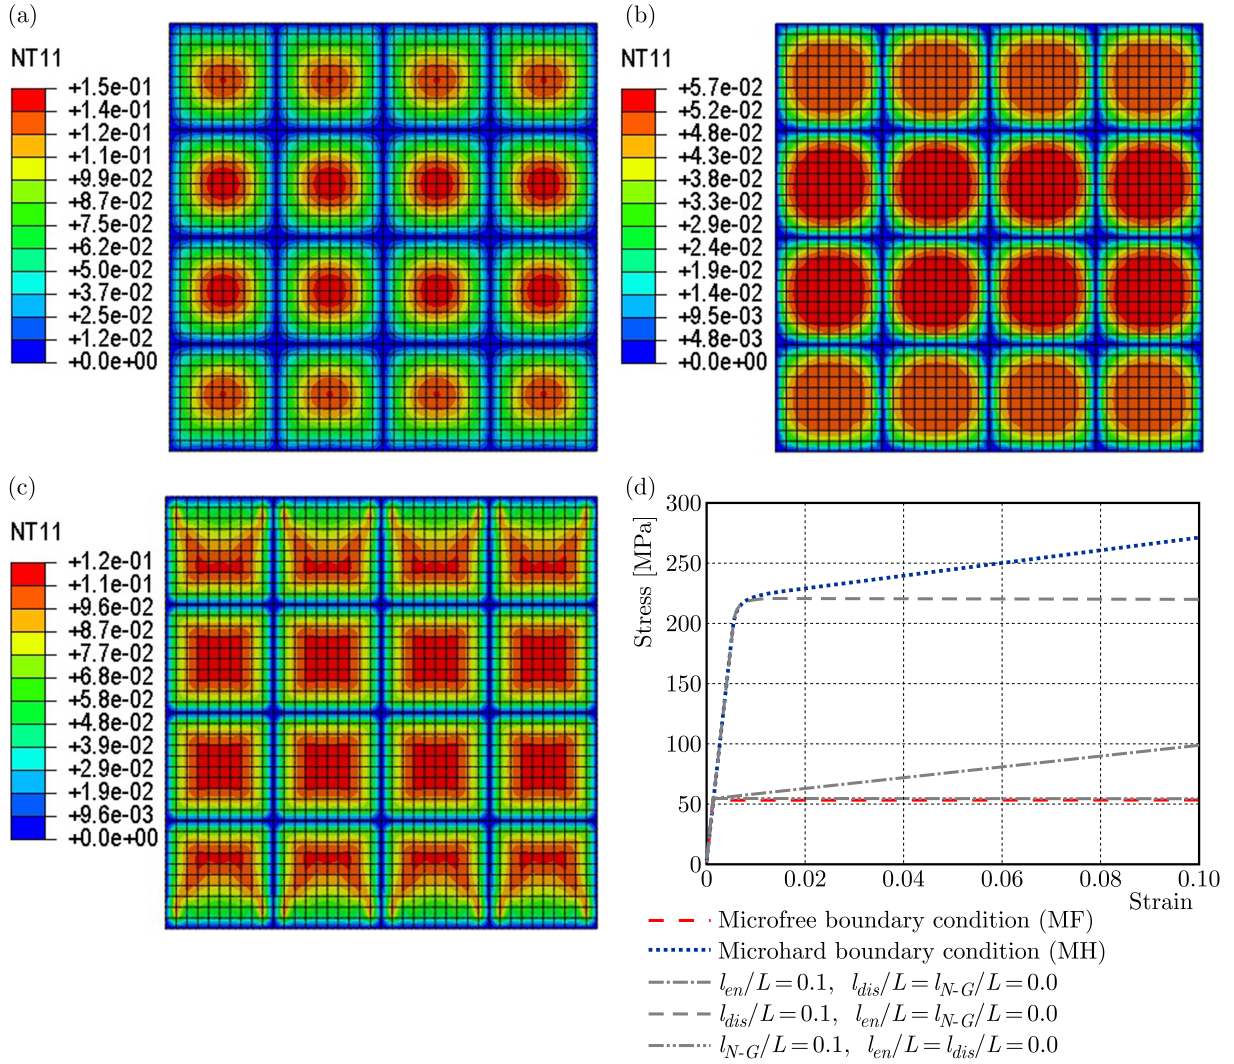 (a)
NT11
+1.5e-01
+1.4e-01
+1.2e-01
+1.1e-01
+9.9e-02
+8.7e-02
+7.5e-02
+6.2e-02
+5.0e-02
+3.7e-02
+2.5e-02
+1.2e-02
+0.0e+00
(b)
NT11
+5.7e-02
+5.2e-02
+4.8e-02
+4.3e-02
+3.8e-02
+3.3e-02
+2.9e-02
+2.4e-02
+1.9e-02
+1.4e-02
+9.5e-03
+4.8e-03
+0.0e+00
(c)
NT11
+1.2e-01
+1.1e-01
+9.6e-02
+8.7e-02
+7.7e-02
+6.8e-02
+5.8e-02
+4.8e-02
+3.9e-02
+2.9e-02
+1.9e-02
+9.6e-03
+0.0e+00
(d)
Stress [MPa]
300
250
200
150
100
50
0
0 0.02 0.04 0.06 0.08 0.10
Strain
Microfree boundary condition (MF)
Microhard boundary condition (MH)
l_en/L = 0.1, l_dis/L = l_N-G/L = 0.0
l_dis/L = 0.1, l_en/L = l_N-G/L = 0.0
l_N-G/L = 0.1, l_en/L = l_dis/L = 0.0